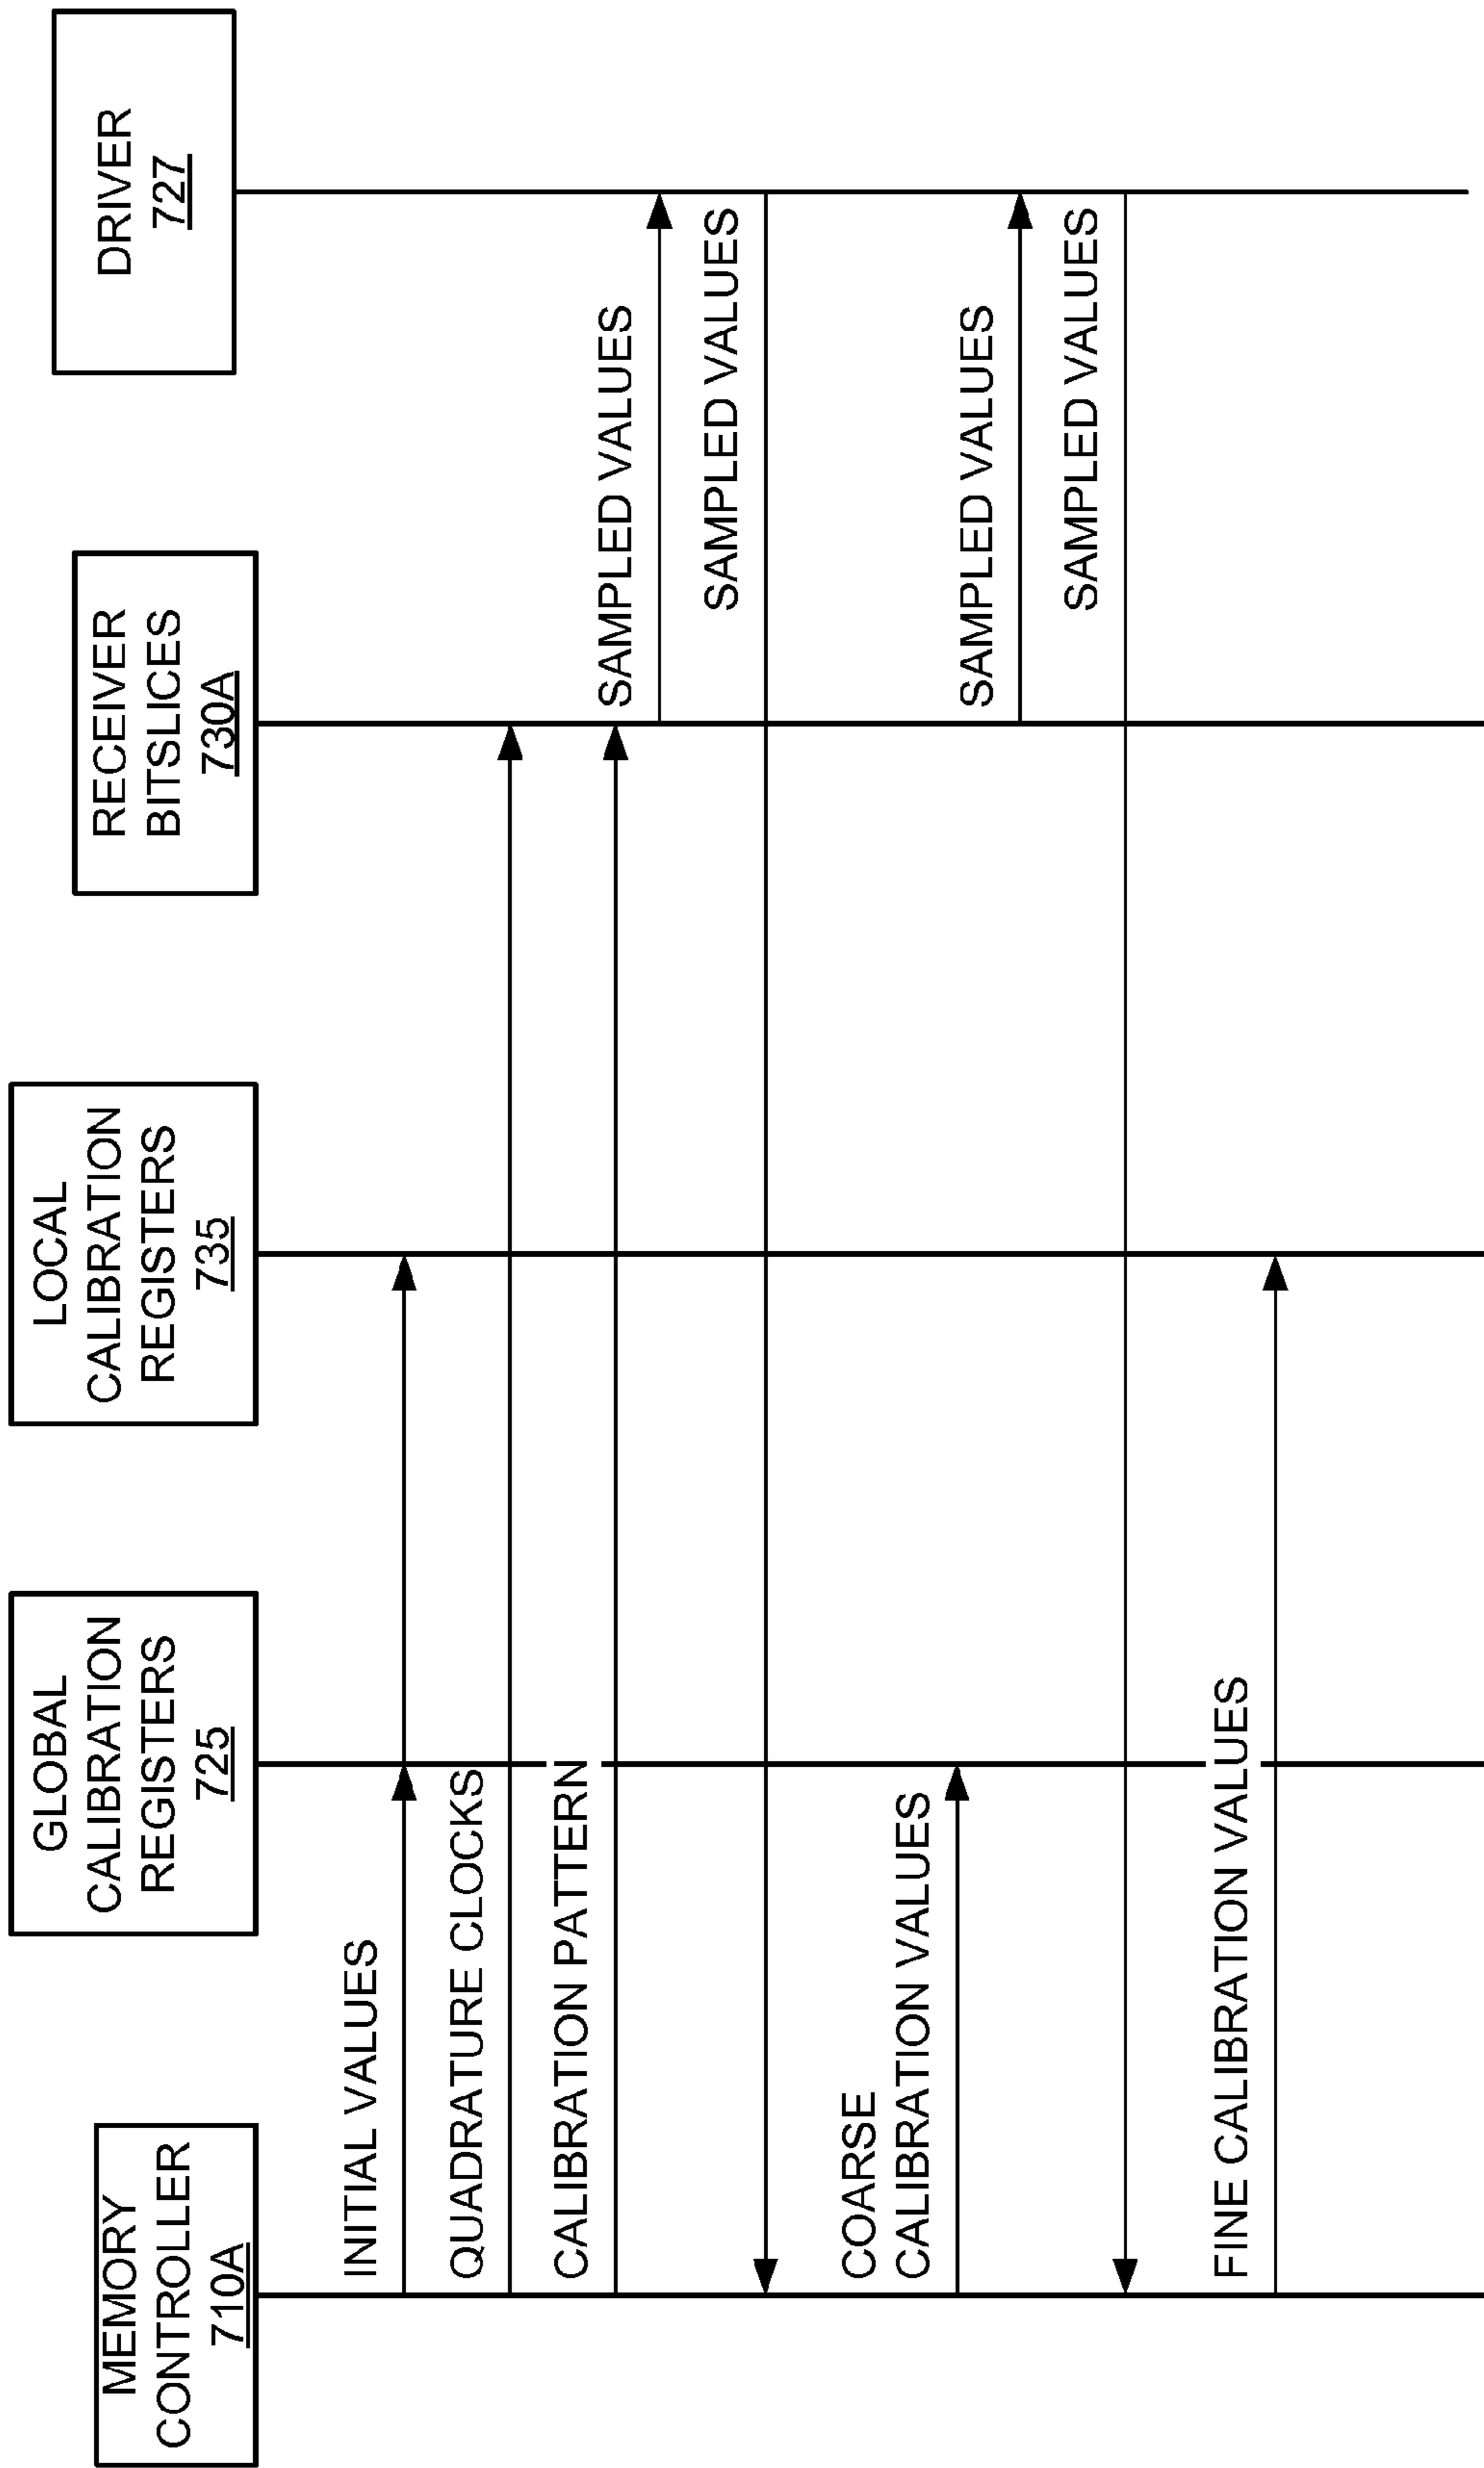 MEMORY
CONTROLLER
710A
GLOBAL
CALIBRATION
REGISTERS
725
LOCAL
CALIBRATION
REGISTERS
735
RECEIVER
BITSLICES
730A
DRIVER
727
INITIAL VALUES
QUADRATURE CLOCKS
CALIBRATION PATTERN
SAMPLED VALUES
SAMPLED VALUES
COARSE
CALIBRATION VALUES
SAMPLED VALUES
SAMPLED VALUES
FINE CALIBRATION VALUES